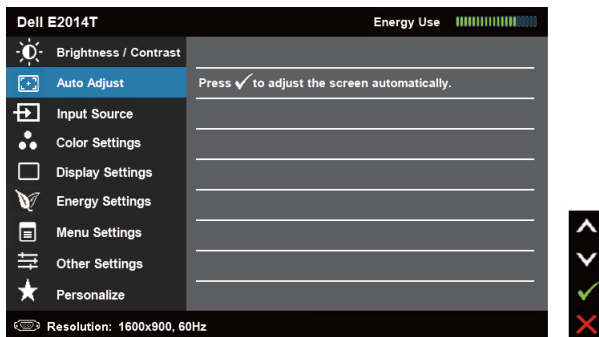 Dell E2014T Energy Use
Brightness / Contrast
Auto Adjust Press ✓ to adjust the screen automatically.
Input Source
Color Settings
Display Settings
Energy Settings
Menu Settings
Other Settings
Personalize
Resolution: 1600x900, 60Hz